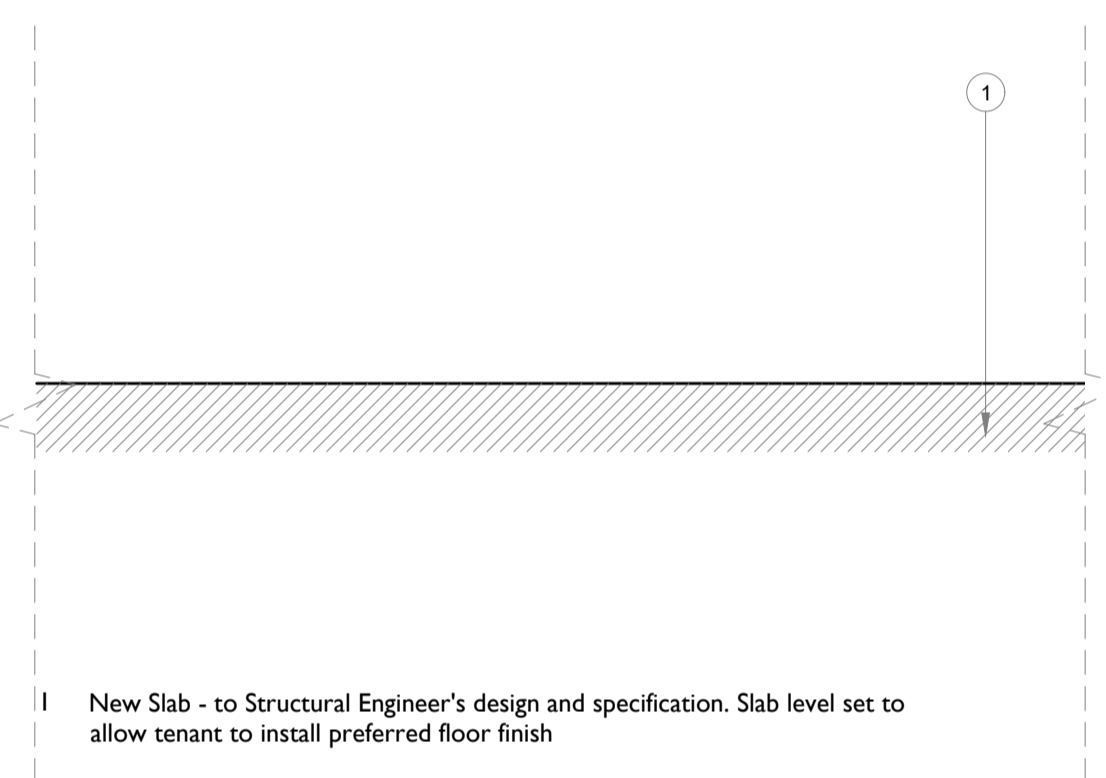 1
1 New Slab - to Structural Engineer's design and specification. Slab level set to
allow tenant to install preferred floor finish